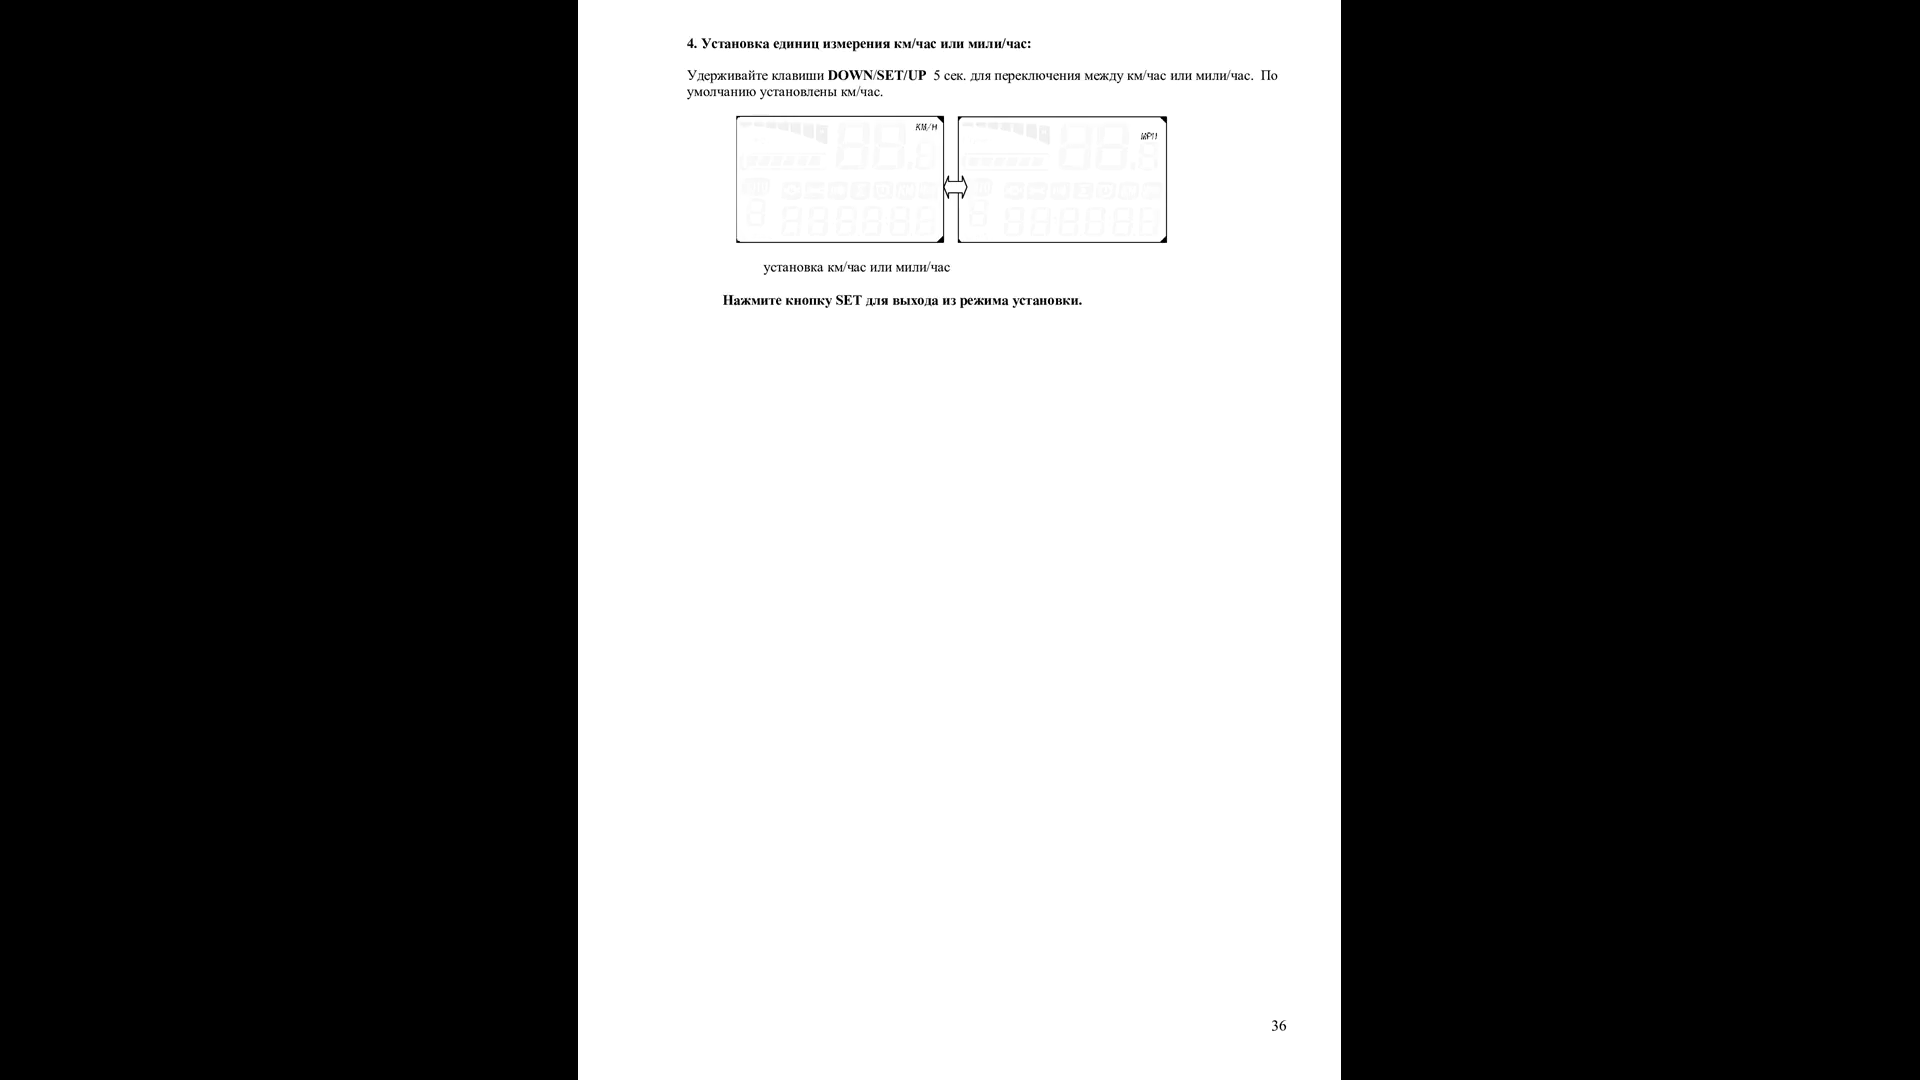 4. Установка единиц измерения км/час или мили/час:
Удерживайте клавиши DOWN/SET/UP 5 сек. для переключения между км/час или мили/час. По
умолчанию установлены км/час.
KM/H
MPH
установка км/час или мили/час
Нажмите кнопку SET для выхода из режима установки.
36